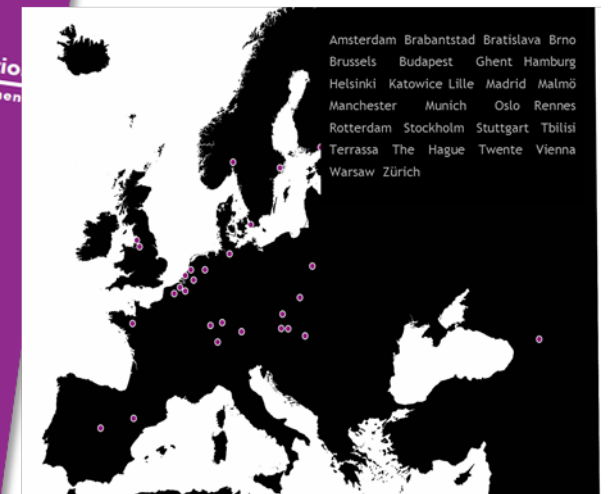 Amsterdam Brabantstad Bratislava Brno
Brussels Budapest Ghent Hamburg
Helsinki Katowice Lille Madrid Malmö
Manchester Munich Oslo Rennes
Rotterdam Stockholm Stuttgart Tbilisi
Terrassa The Hague Twente Vienna
Warsaw Zürich